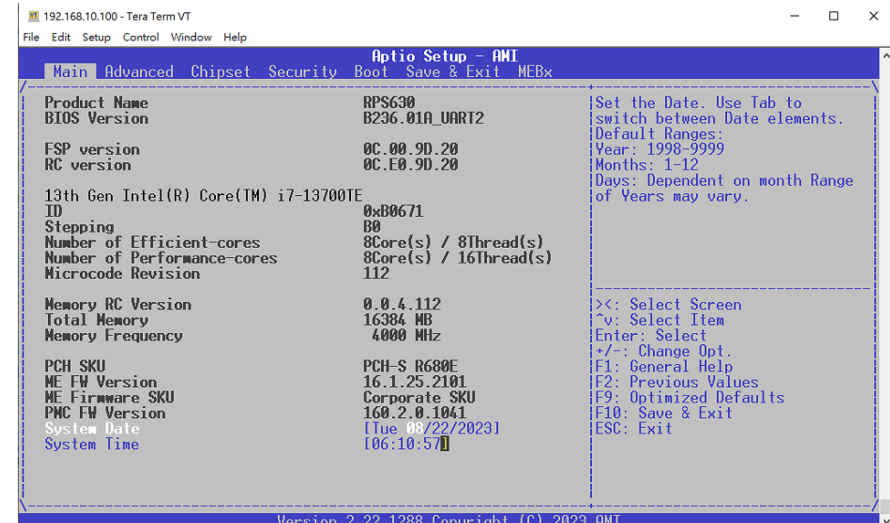 192.168.10.100 - Tera Term VT
File Edit Setup Control Window Help
Aptio Setup - AMI
Main Advanced Chipset Security Boot Save & Exit MEBx
Product Name RPS630
BIOS Version B236.01A_UART2
FSP version 0C.00.9D.20
RC version 0C.E0.9D.20
13th Gen Intel(R) Core(TM) i7-13700TE
ID 0xB0671
Stepping B0
Number of Efficient-cores 8Core(s) / 8Thread(s)
Number of Performance-cores 8Core(s) / 16Thread(s)
Microcode Revision 112
Memory RC Version 0.0.4.112
Total Memory 16384 MB
Memory Frequency 4000 MHz
PCH SKU PCH-S R680E
ME FW Version 16.1.25.2101
ME Firmware SKU Corporate SKU
PMC FW Version 160.2.0.1041
System Date [Tue 08/22/2023]
System Time [06:10:57]
Set the Date. Use Tab to
switch between Date elements.
Default Ranges:
Year: 1998-9999
Months: 1-12
Days: Dependent on month Range
of Years may vary.
><: Select Screen
^v: Select Item
Enter: Select
+/-: Change Opt.
F1: General Help
F2: Previous Values
F9: Optimized Defaults
F10: Save & Exit
ESC: Exit
Version 2.22.1288 Copyright (C) 2023 AMI